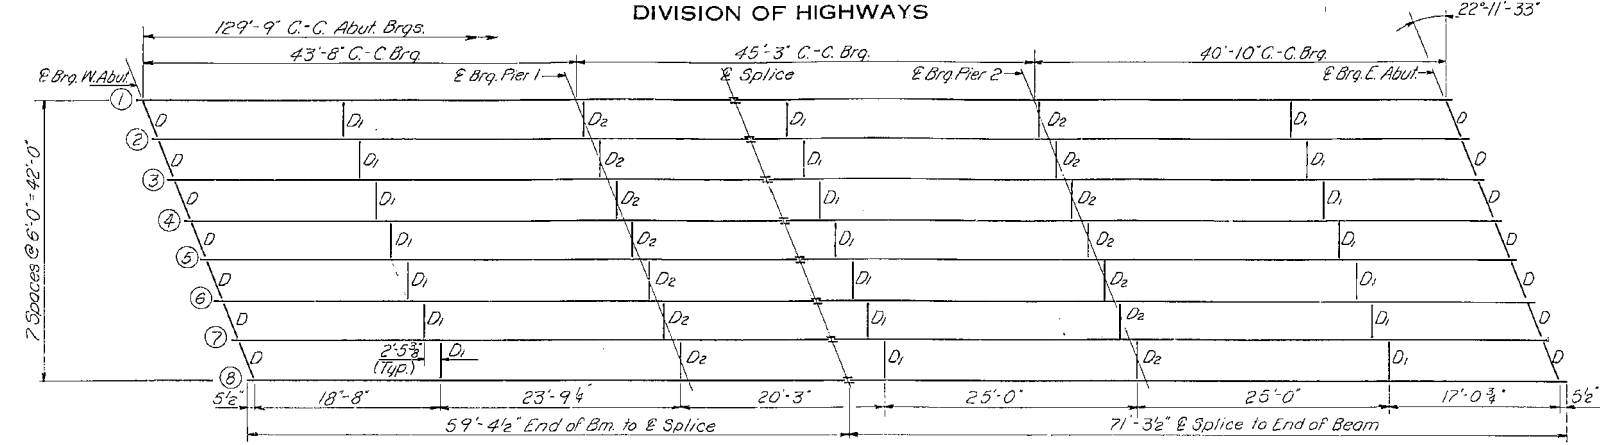 DIVISION OF HIGHWAYS
22°-11'-33"
129'-9" C.-C. Abut. Brgs.
43'-8" C.-C. Brg.
45'-3" C.-C. Brg.
40'-10" C.-C. Brg.
℄ Brg. W. Abut.
℄ Brg. Pier 1
℄ Splice
℄ Brg. Pier 2
℄ Brg. E. Abut.
1
D D1 D2 D1 D2 D1 D
2
D D1 D2 D1 D2 D1 D
3
D D1 D2 D1 D2 D1 D
4
D D1 D2 D1 D2 D1 D
5
D D1 D2 D1 D2 D1 D
6
D D1 D2 D1 D2 D1 D
7
D 2'-5⅜" D1 D2 D1 D2 D1 D
(Typ.)
8
7 Spaces @ 6'-0" = 42'-0"
5½" 18'-8" 23'-9¼" 20'-3" 25'-0" 25'-0" 17'-0¾" 5½"
59'-4½" End of Bm. to ℄ Splice
71'-3½" ℄ Splice to End of Beam